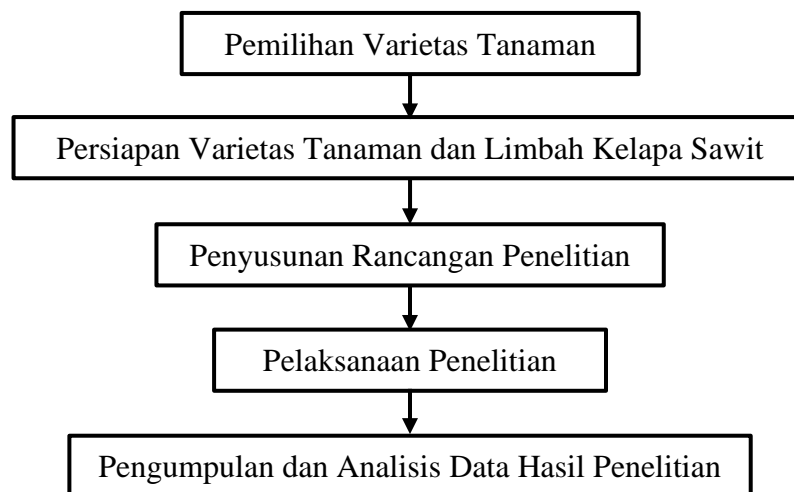 Pemilihan Varietas Tanaman
Persiapan Varietas Tanaman dan Limbah Kelapa Sawit
Penyusunan Rancangan Penelitian
Pelaksanaan Penelitian
Pengumpulan dan Analisis Data Hasil Penelitian